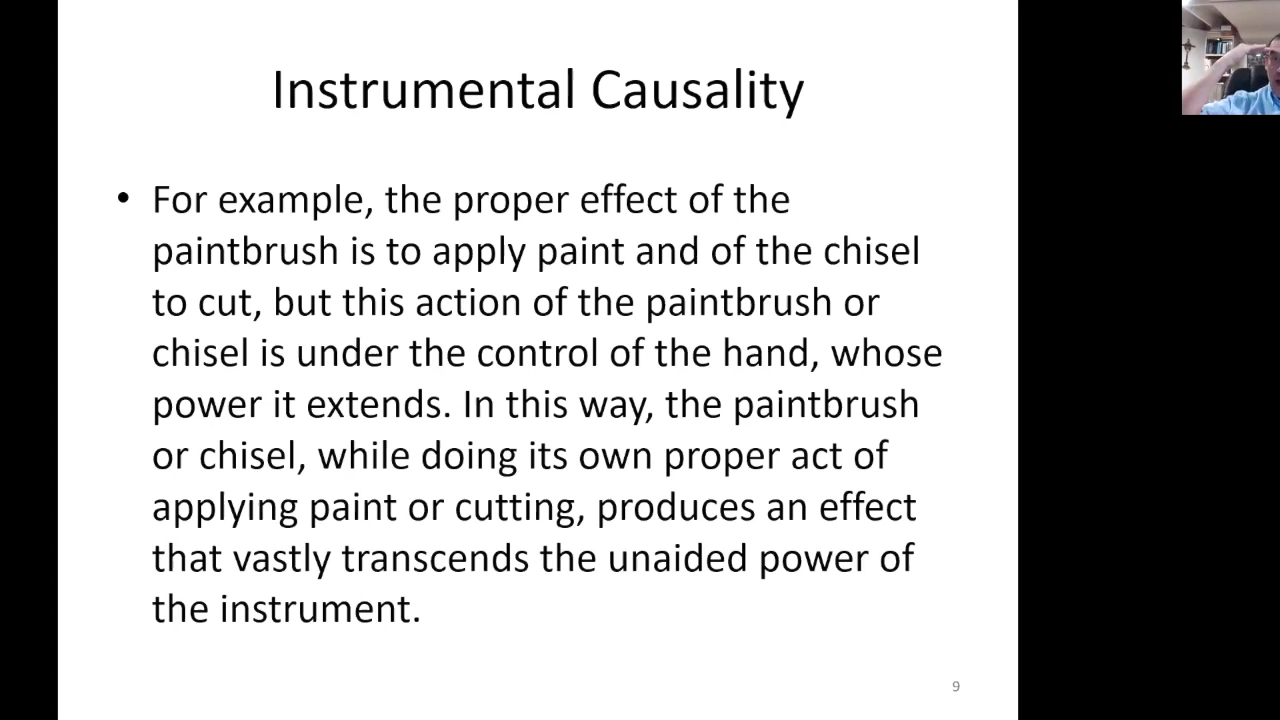 Instrumental Causality
• For example, the proper effect of the
paintbrush is to apply paint and of the chisel
to cut, but this action of the paintbrush or
chisel is under the control of the hand, whose
power it extends. In this way, the paintbrush
or chisel, while doing its own proper act of
applying paint or cutting, produces an effect
that vastly transcends the unaided power of
the instrument.
9